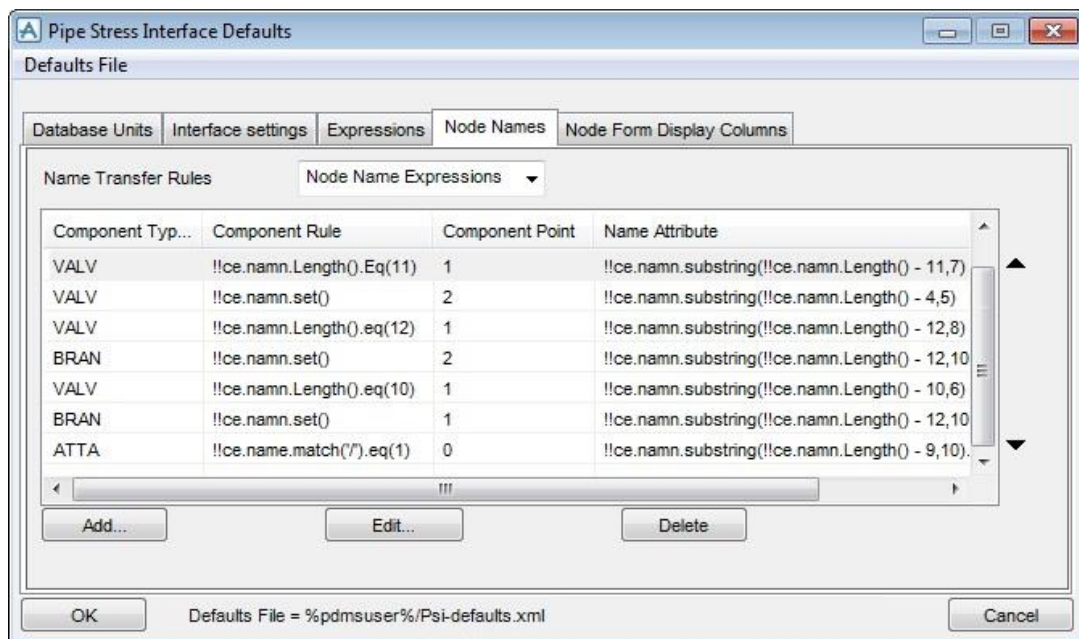 Pipe Stress Interface Defaults
Defaults File
Database Units Interface settings Expressions Node Names Node Form Display Columns
Name Transfer Rules Node Name Expressions
Component Typ... Component Rule Component Point Name Attribute
VALV !!ce.namn.Length().Eq(11) 1 !!ce.namn.substring(!!ce.namn.Length() - 11,7)
VALV !!ce.namn.set() 2 !!ce.namn.substring(!!ce.namn.Length() - 4,5)
VALV !!ce.namn.Length().eq(12) 1 !!ce.namn.substring(!!ce.namn.Length() - 12,8)
BRAN !!ce.namn.set() 2 !!ce.namn.substring(!!ce.namn.Length() - 12,10
VALV !!ce.namn.Length().eq(10) 1 !!ce.namn.substring(!!ce.namn.Length() - 10,6)
BRAN !!ce.namn.set() 1 !!ce.namn.substring(!!ce.namn.Length() - 12,10
ATTA !!ce.name.match('/').eq(1) 0 !!ce.namn.substring(!!ce.namn.Length() - 9,10).
Add... Edit... Delete
OK Defaults File = %pdmsuser%/Psi-defaults.xml Cancel